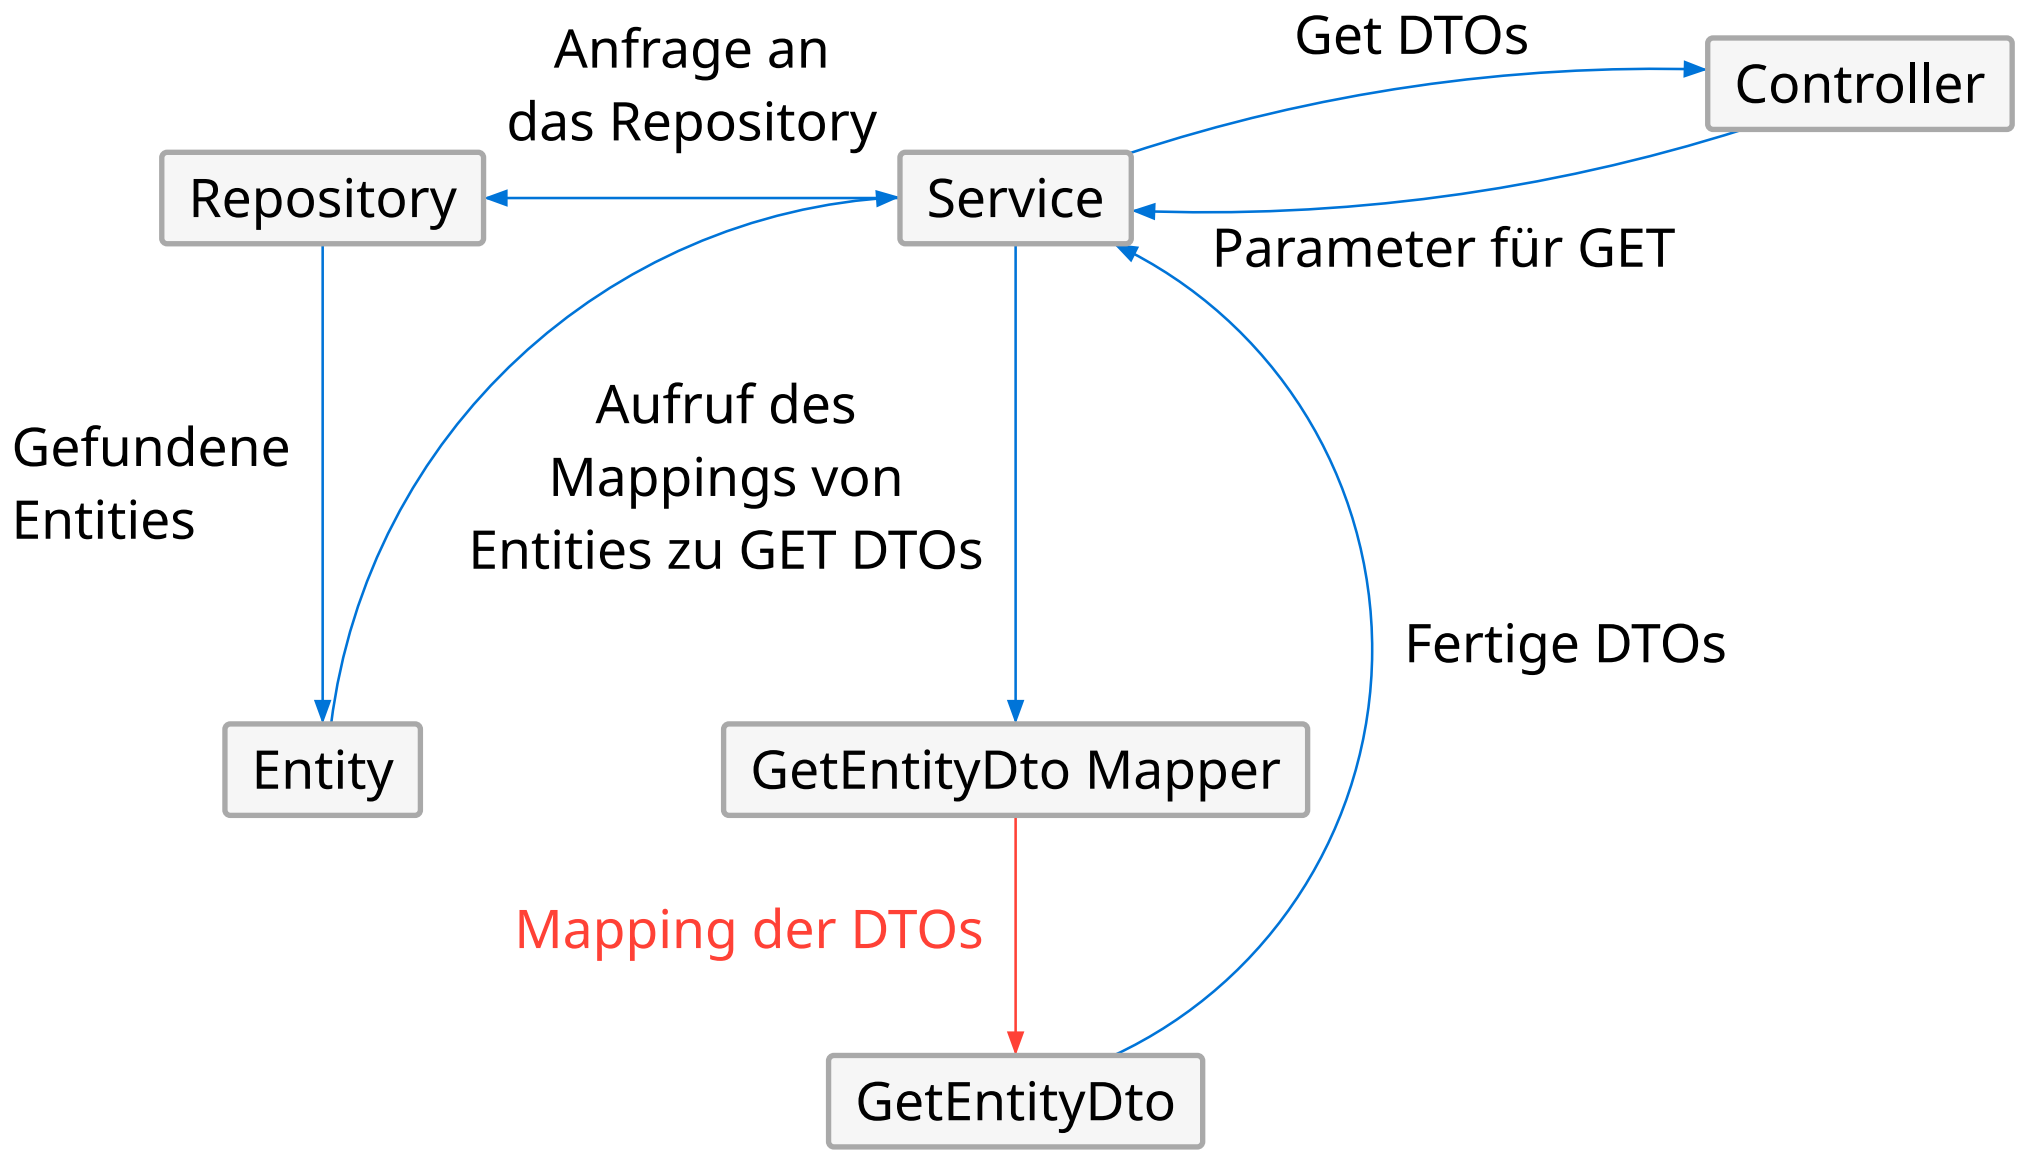 Get DTOs
Anfrage an
das Repository
Controller
Repository
Service
Parameter für GET
Gefundene
Entities
Aufruf des
Mappings von
Entities zu GET DTOs
Fertige DTOs
Entity
GetEntityDto Mapper
Mapping der DTOs
GetEntityDto